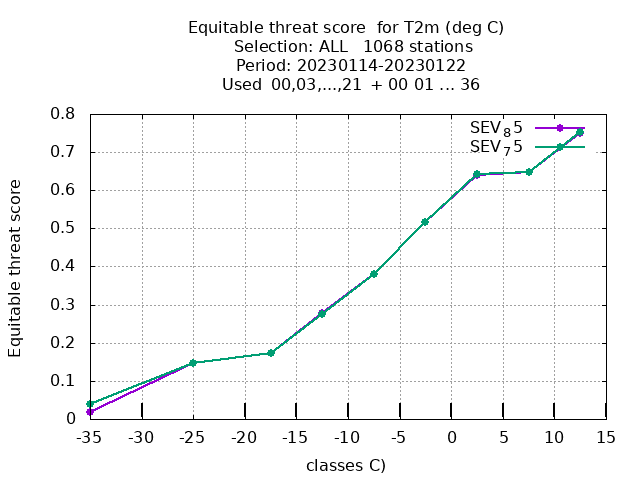 Equitable threat score  for T2m (deg C)
Selection: ALL   1068 stations
Period: 20230114-20230122
Used  00,03,...,21  + 00 01 ... 36
SEV₈5
SEV₇5
Equitable threat score
0.8
0.7
0.6
0.5
0.4
0.3
0.2
0.1
0
-35 -30 -25 -20 -15 -10 -5 0 5 10 15
classes C)